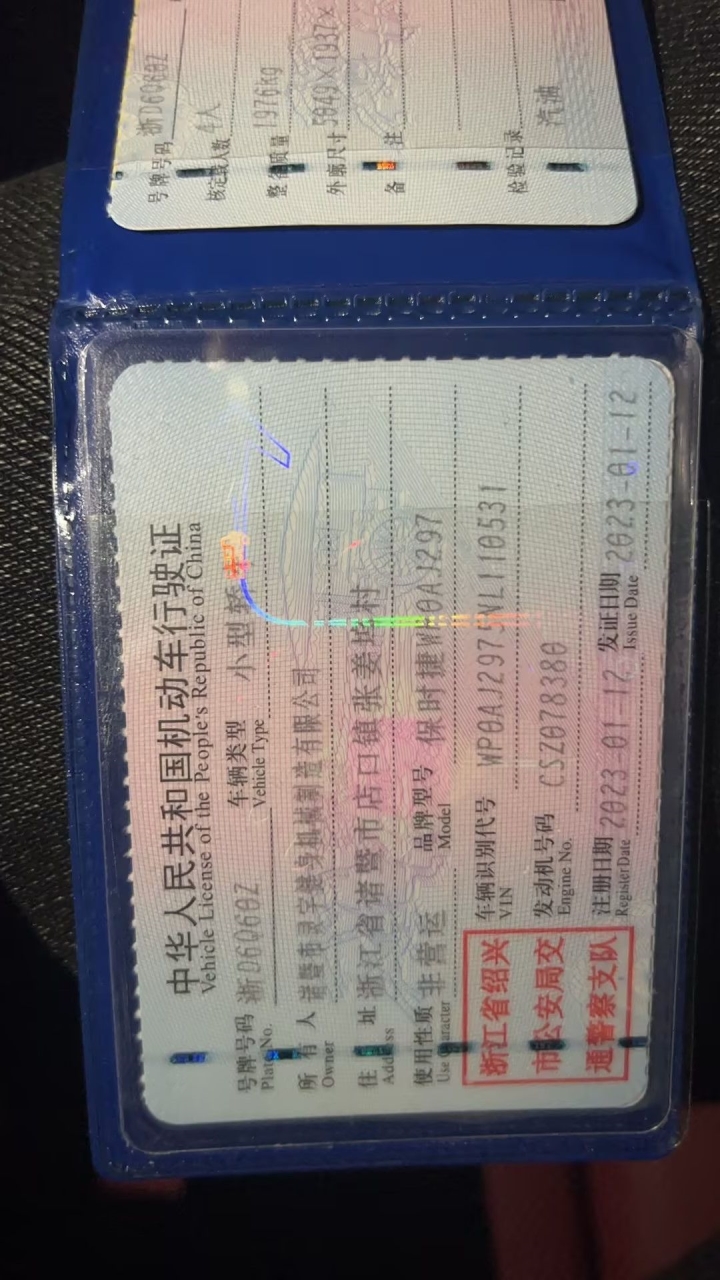 中华人民共和国机动车行驶证
Vehicle License of the People's Republic of China
号牌号码 浙D6Q60Z 车辆类型 小型轿
Plate No. Vehicle Type
所有人 诸暨市灵宇健身机械制造有限公司
Owner
住址 浙江省诸暨市店口镇张姜坞村
Address
使用性质 非营运 品牌型号 保时捷WP0AJ297
Use Character Model
浙江省绍兴
市公安局交
通警察支队
车辆识别代号 WP0AJ2975NL110531
VIN
发动机号码 CSZ078380
Engine No.
注册日期 2023-01-12 发证日期 2023-01-12
Register Date Issue Date
号牌号码 浙D6Q60Z
核定载人数 4人
整备质量 1976kg
外廓尺寸 5049×1937×
备注
检验记录 汽油